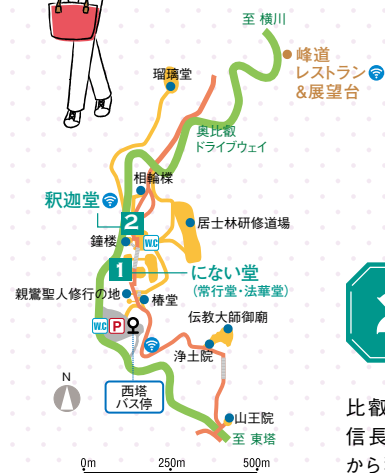 至 横川
峰道
レストラン
&展望台
瑠璃堂
奥比叡
ドライブウェイ
相輪橖
釈迦堂
2
居士林研修道場
鐘楼
W.C
1
にない堂
(常行堂・法華堂)
親鸞聖人修行の地
椿堂
伝教大師御廟
W.C
P
浄土院
西塔
バス停
N
山王院
至 東塔
0m
250m
500m
比叡
信長
から